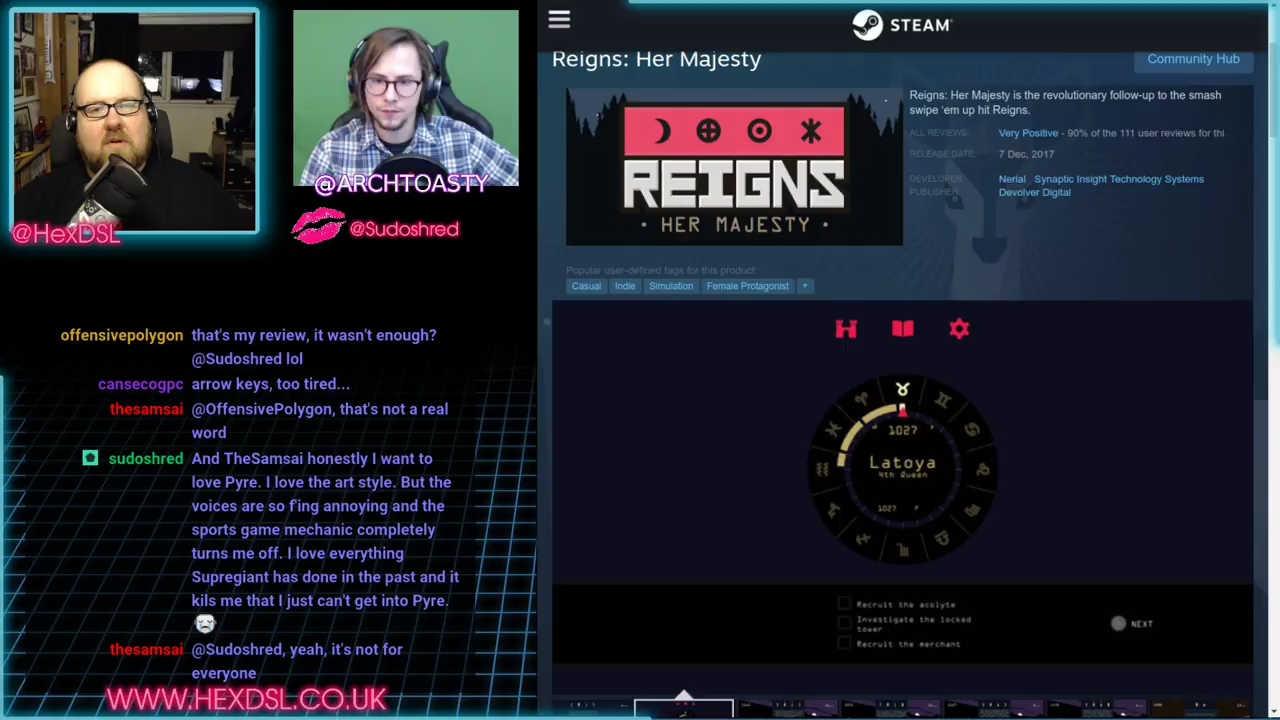 @HeXDSL
@ARCHTOASTY
@Sudoshred
offensivepolygon that's my review, it wasn't enough?
@Sudoshred lol
cansecogpc arrow keys, too tired...
thesamsai @OffensivePolygon, that's not a real
word
sudoshred And TheSamsai honestly I want to
love Pyre. I love the art style. But the
voices are so f'ing annoying and the
sports game mechanic completely
turns me off. I love everything
Supregiant has done in the past and it
kils me that I just can't get into Pyre.
thesamsai @Sudoshred, yeah, it's not for
everyone
WWW.HEXDSL.CO.UK
STEAM
Reigns: Her Majesty
Community Hub
REIGNS
· HER MAJESTY ·
Reigns: Her Majesty is the revolutionary follow-up to the smash
swipe 'em up hit Reigns.
ALL REVIEWS: Very Positive - 90% of the 111 user reviews for thi
RELEASE DATE: 7 Dec, 2017
DEVELOPER: Nerial Synaptic Insight Technology Systems
PUBLISHER: Devolver Digital
Popular user-defined tags for this product:
Casual Indie Simulation Female Protagonist +
1027
Latoya
4th Queen
1027
Recruit the acolyte
Investigate the locked
tower
Recruit the merchant
NEXT